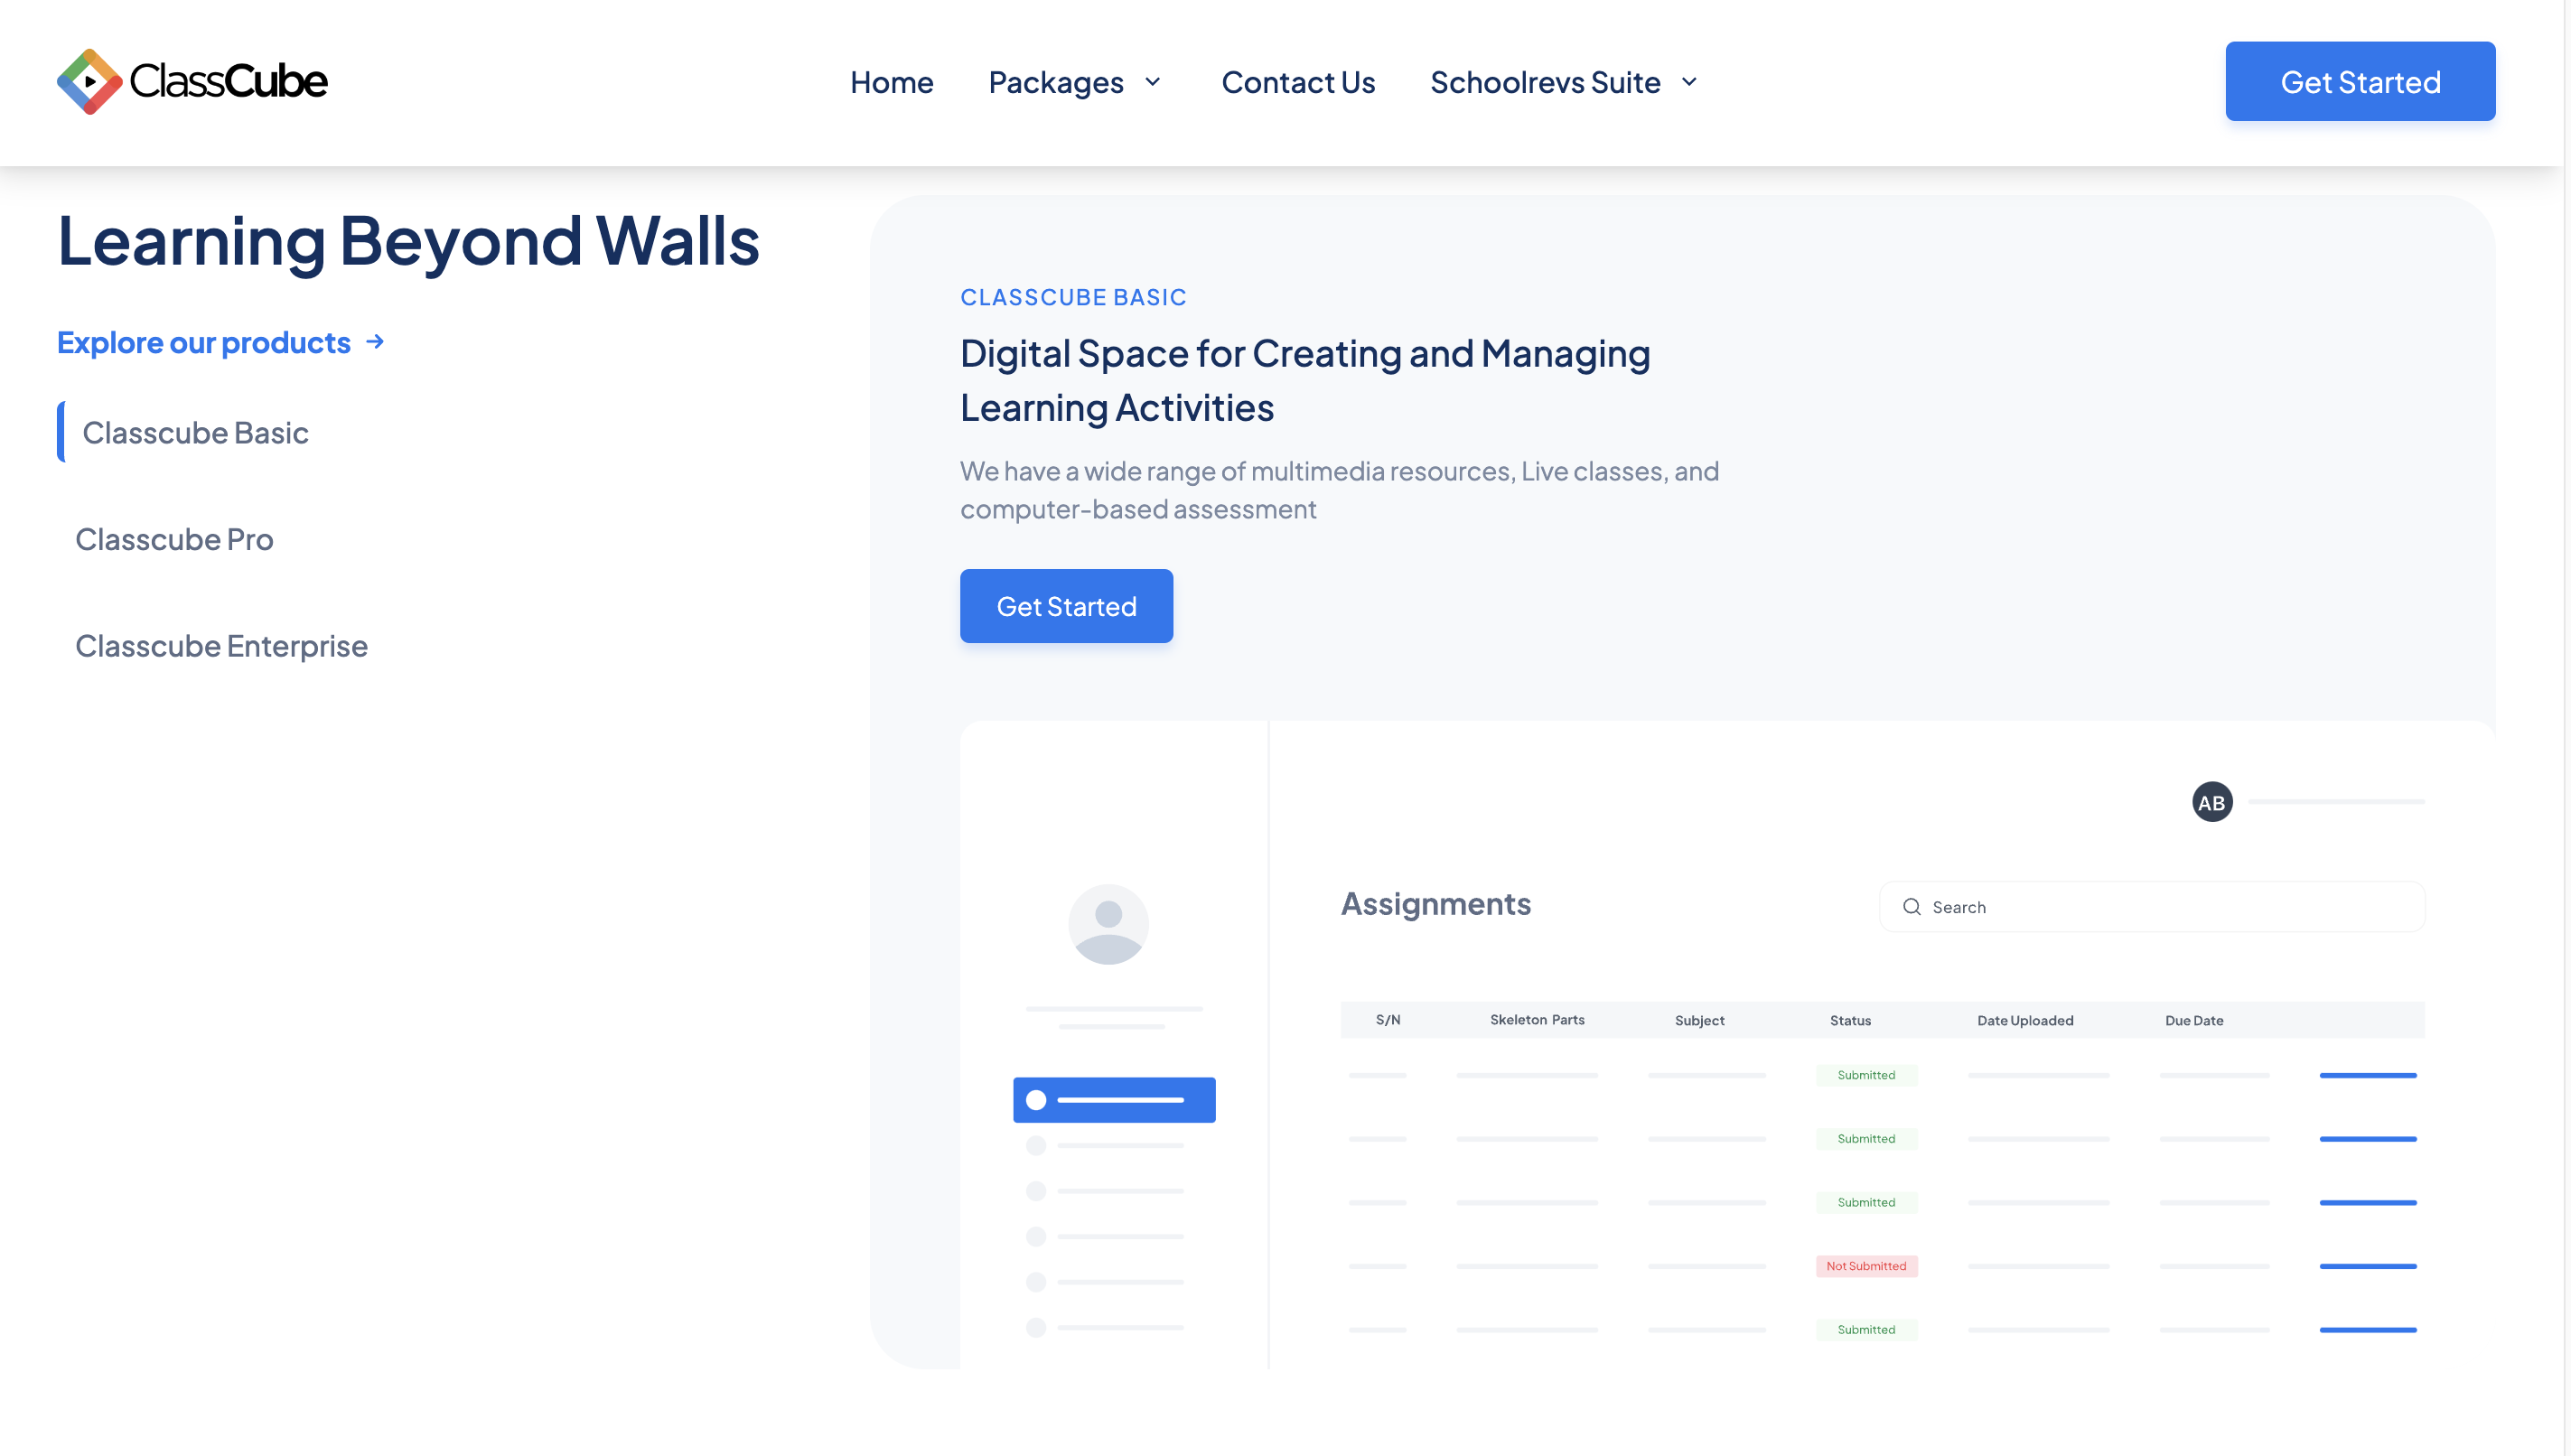 ClassCube
Home
Packages
Contact Us
Schoolrevs Suite
Get Started
Learning Beyond Walls
Explore our products →
Classcube Basic
Classcube Pro
Classcube Enterprise
CLASSCUBE BASIC
Digital Space for Creating and Managing
Learning Activities
We have a wide range of multimedia resources, Live classes, and
computer-based assessment
Get Started
AB
Assignments
Search
S/N Skeleton Parts Subject Status Date Uploaded Due Date
Submitted
Submitted
Submitted
Not Submitted
Submitted